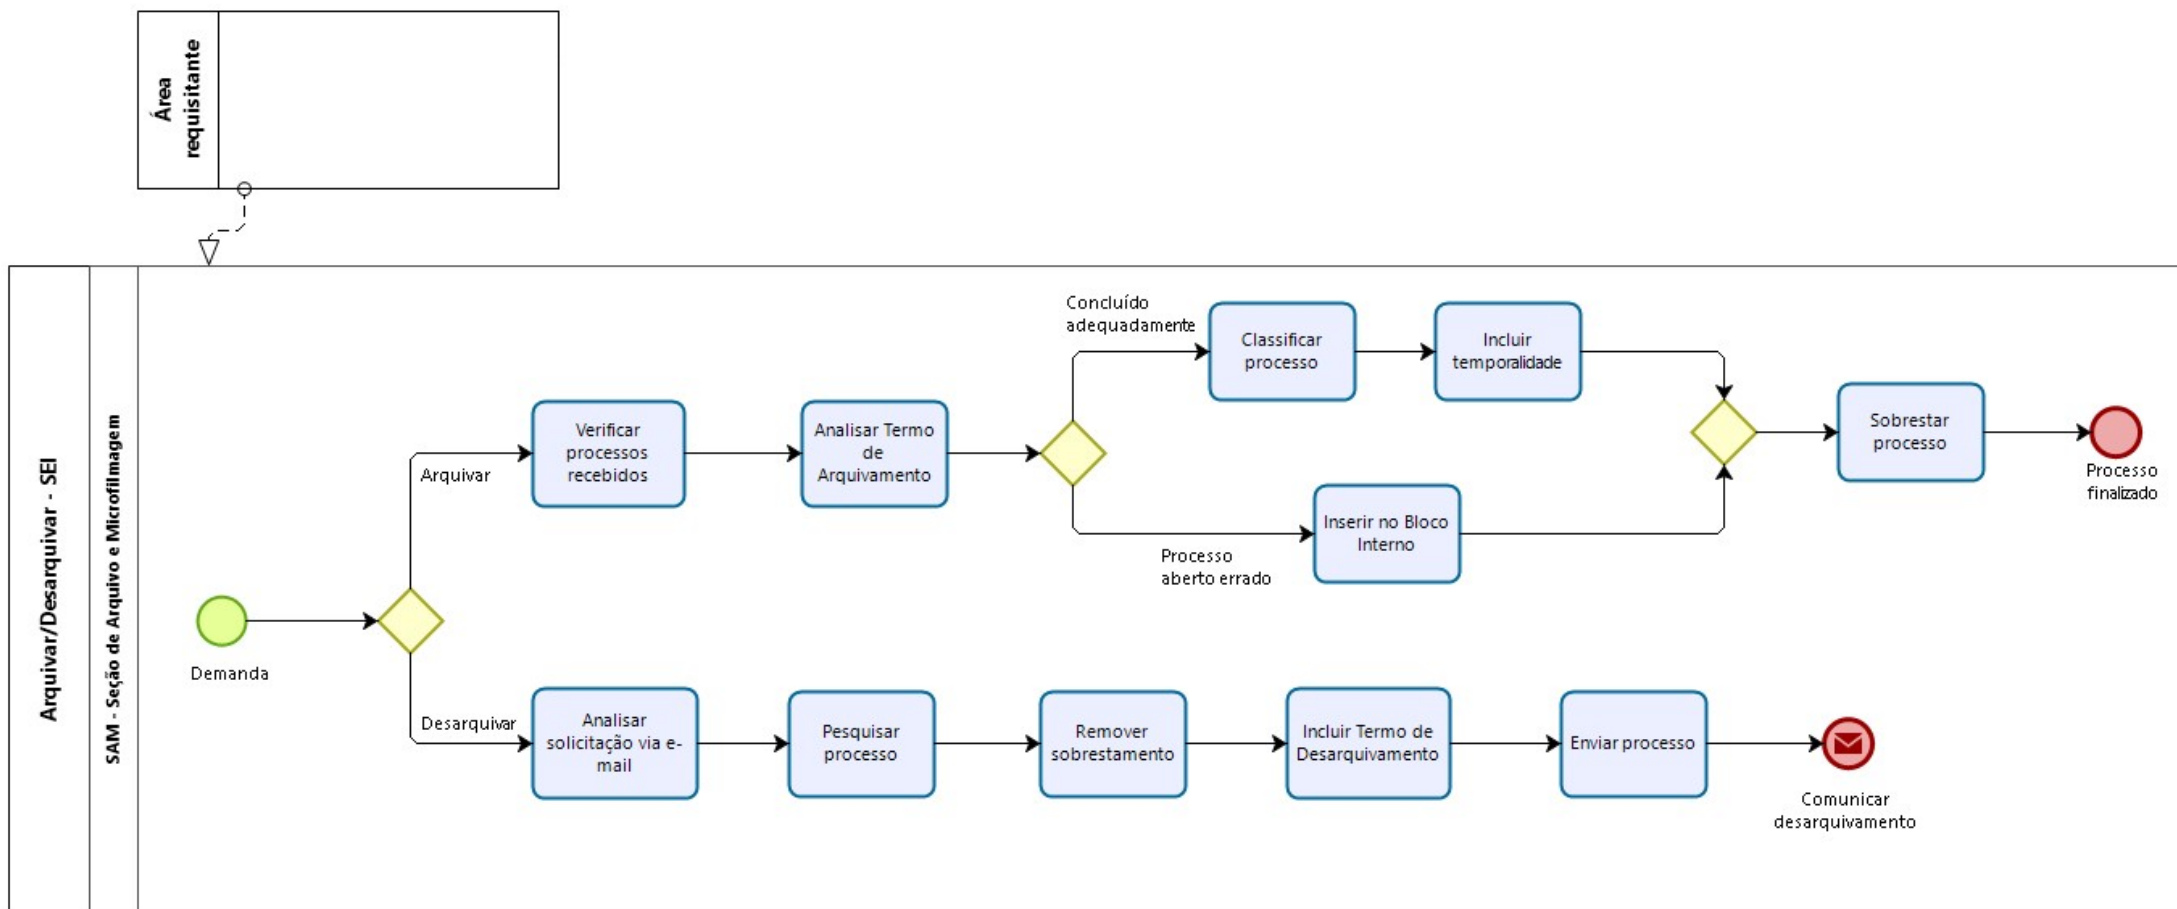 Área
requisitante
Arquivar/Desarquivar - SEI
SAM - Seção de Arquivo e Microfilmagem
Demanda
Arquivar
Verificar
processos
recebidos
Analisar Termo
de
Arquivamento
Concluído
adequadamente
Classificar
processo
Incluir
temporalidade
Processo
aberto errado
Inserir no Bloco
Interno
Sobrestar
processo
Processo
finalizado
Desarquivar
Analisar
solicitação via e-
mail
Pesquisar
processo
Remover
sobrestamento
Incluir Termo de
Desarquivamento
Enviar processo
Comunicar
desarquivamento